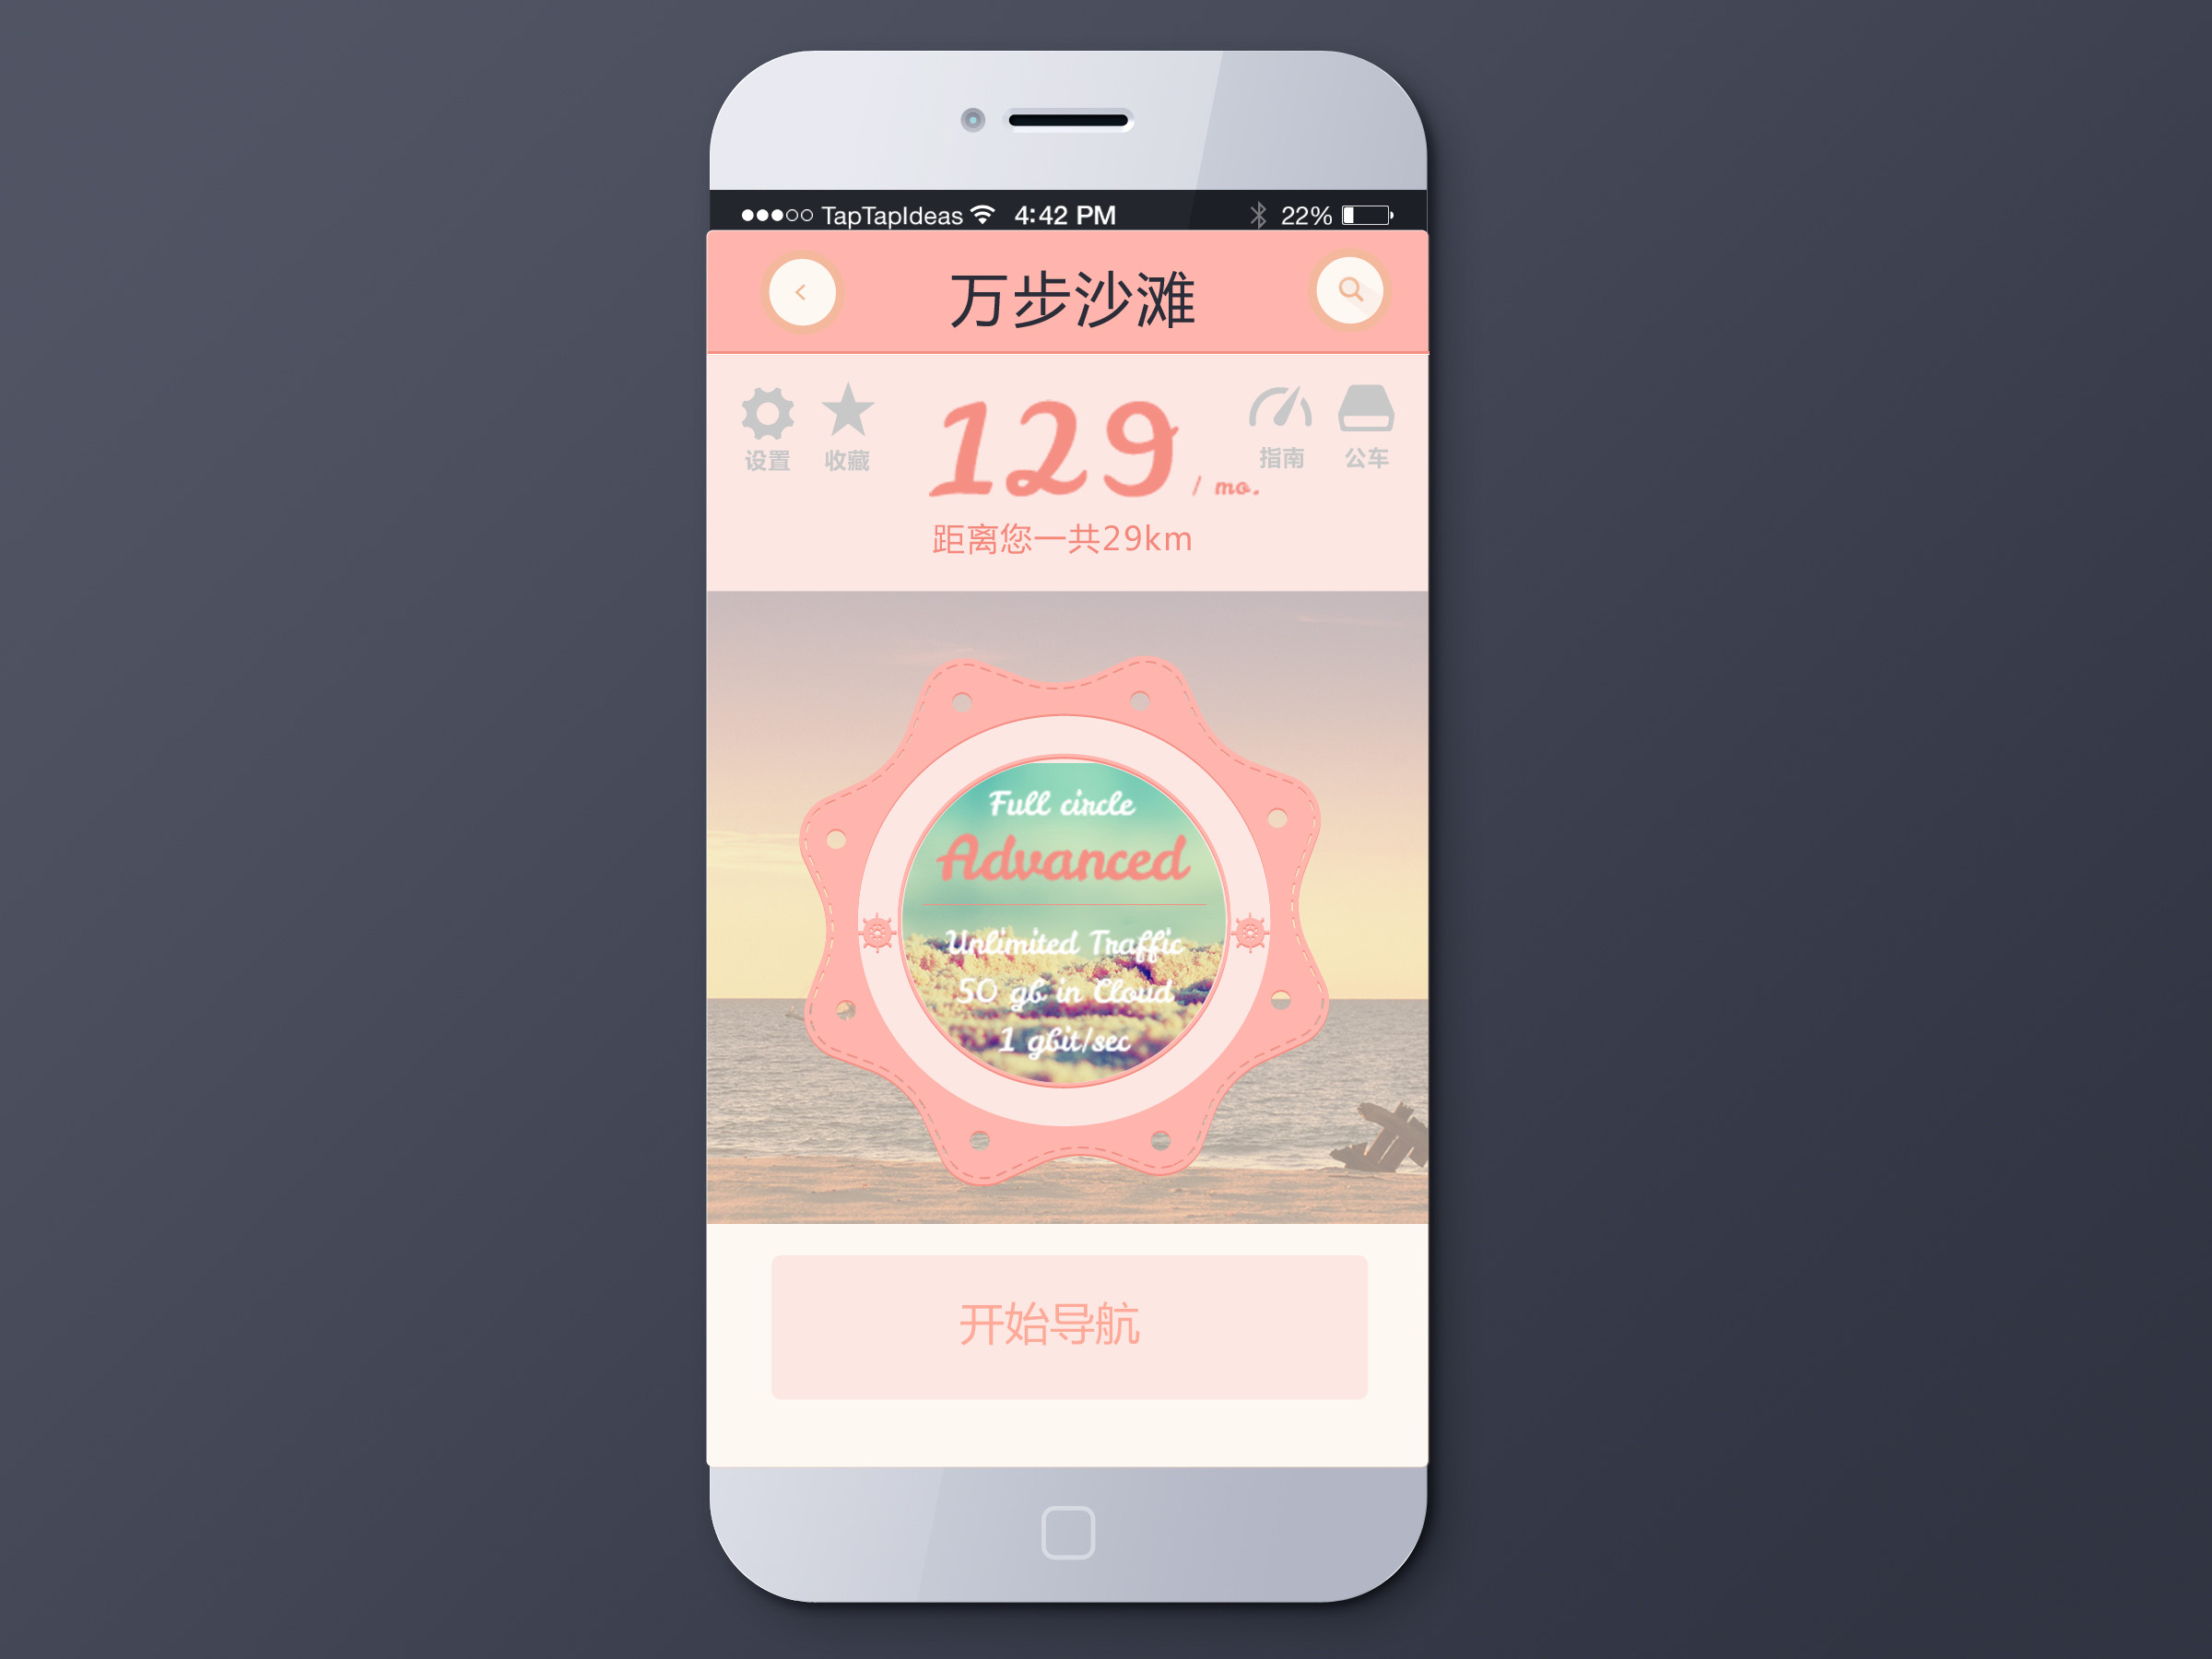 TapTapIdeas 4:42 PM 22%
万步沙滩
设置 收藏 129 / mo. 指南 公车
距离您一共29km
Full circle
Advanced
Unlimited Traffic
50 gb in Cloud
1 gbit/sec
开始导航